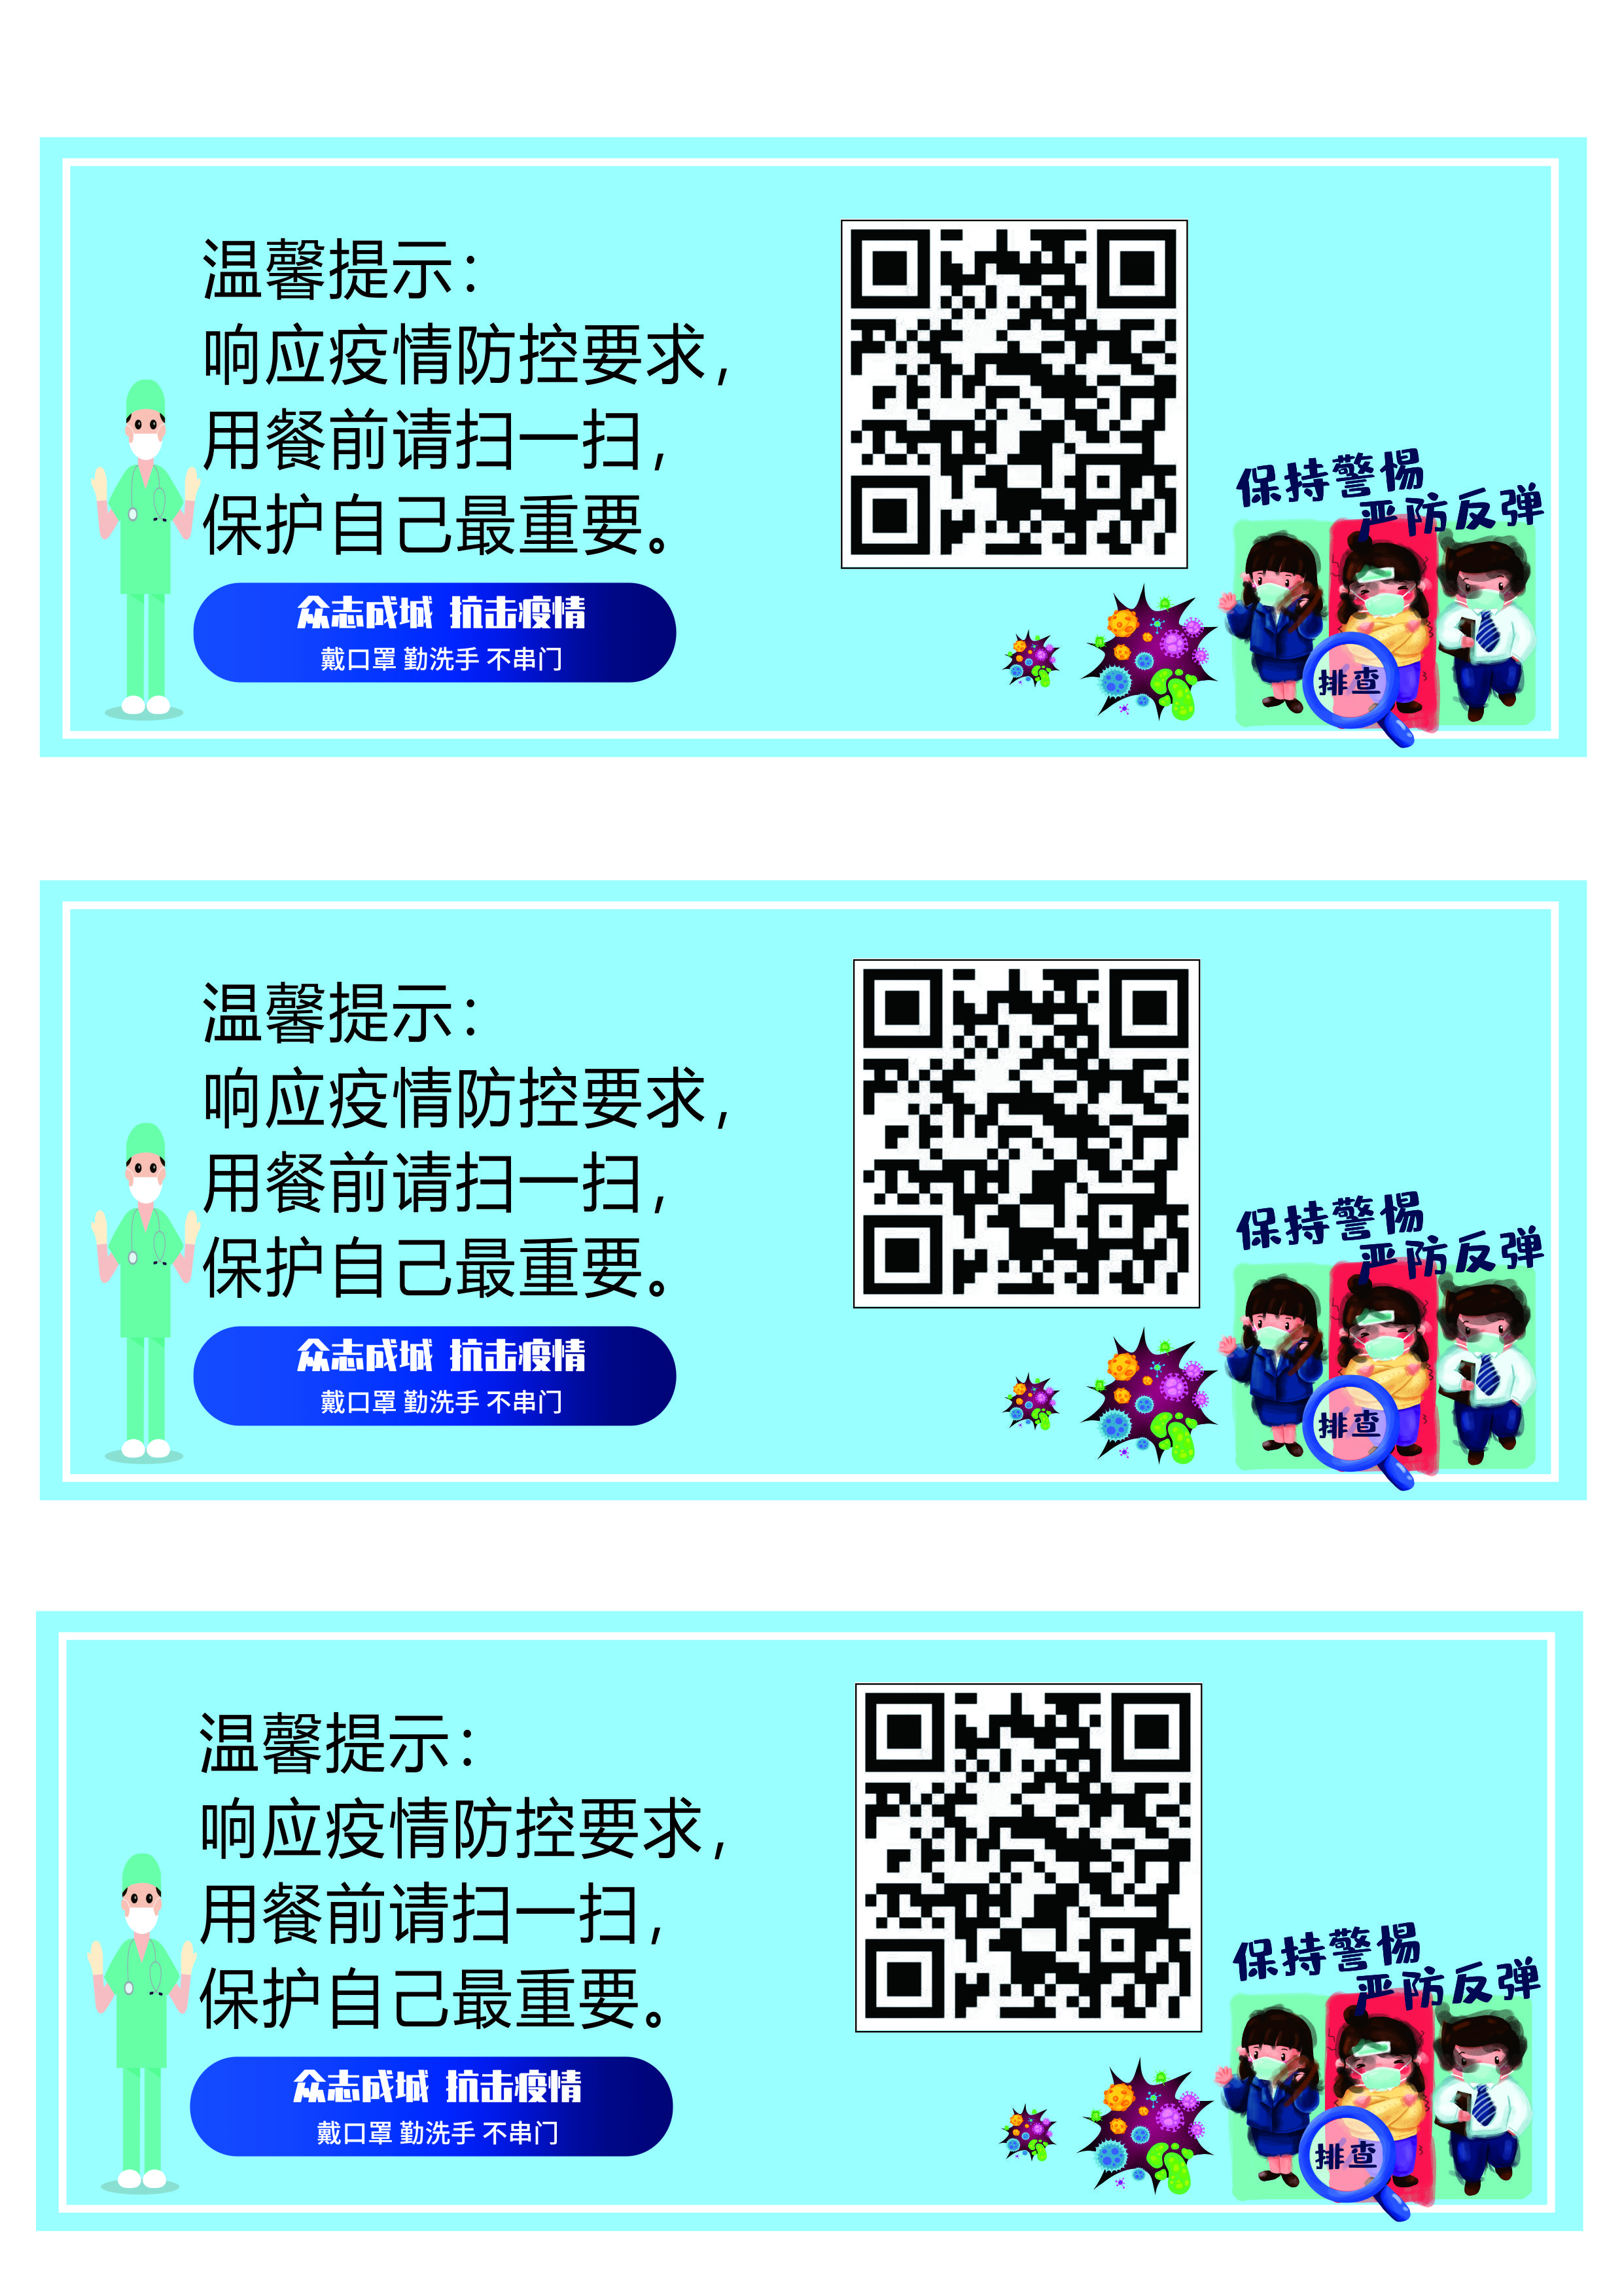 温馨提示：
响应疫情防控要求，
用餐前请扫一扫，
保护自己最重要。
众志成城 抗击疫情
戴口罩 勤洗手 不串门
保持警惕
严防反弹
排查
温馨提示：
响应疫情防控要求，
用餐前请扫一扫，
保护自己最重要。
众志成城 抗击疫情
戴口罩 勤洗手 不串门
保持警惕
严防反弹
排查
温馨提示：
响应疫情防控要求，
用餐前请扫一扫，
保护自己最重要。
众志成城 抗击疫情
戴口罩 勤洗手 不串门
保持警惕
严防反弹
排查